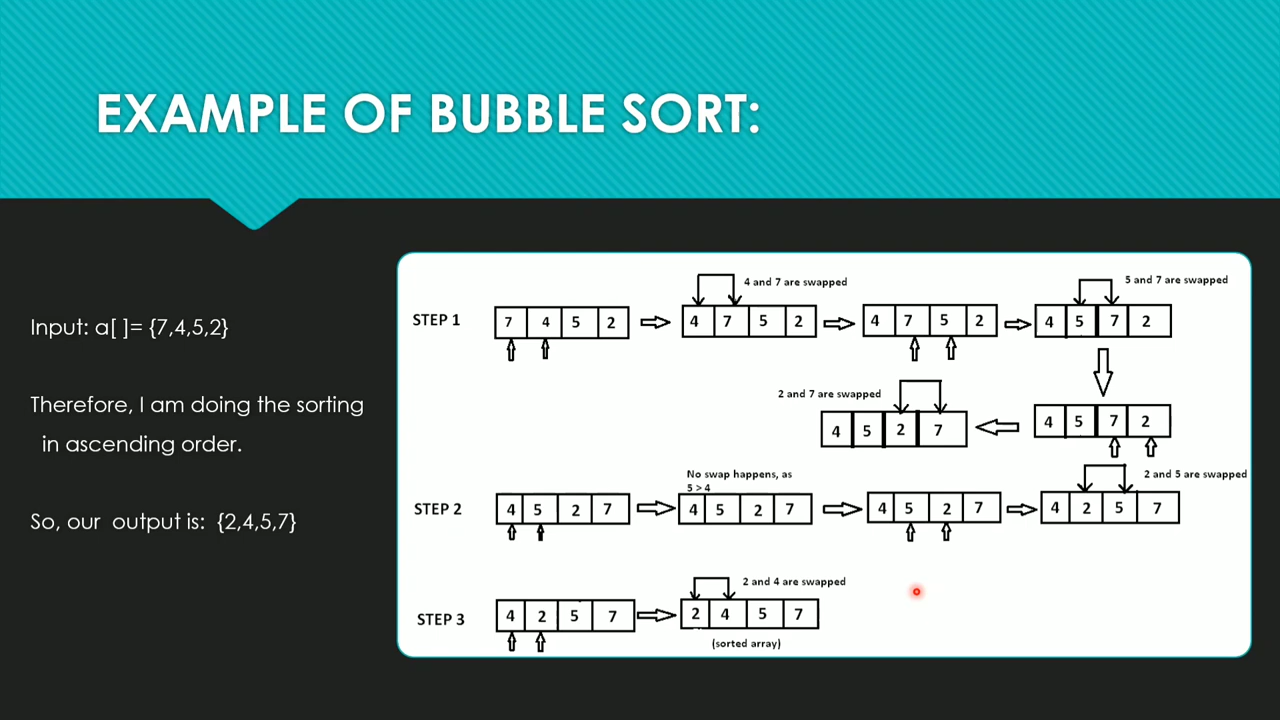 EXAMPLE OF BUBBLE SORT:
Input: a[ ]= {7,4,5,2}
Therefore, I am doing the sorting
in ascending order.
So, our output is: {2,4,5,7}
4 and 7 are swapped
5 and 7 are swapped
STEP 1
7 4 5 2
4 7 5 2
4 7 5 2
4 5 7 2
2 and 7 are swapped
4 5 2 7
4 5 7 2
No swap happens, as
5 > 4
2 and 5 are swapped
STEP 2
4 5 2 7
4 5 2 7
4 5 2 7
4 2 5 7
2 and 4 are swapped
STEP 3
4 2 5 7
2 4 5 7
(sorted array)